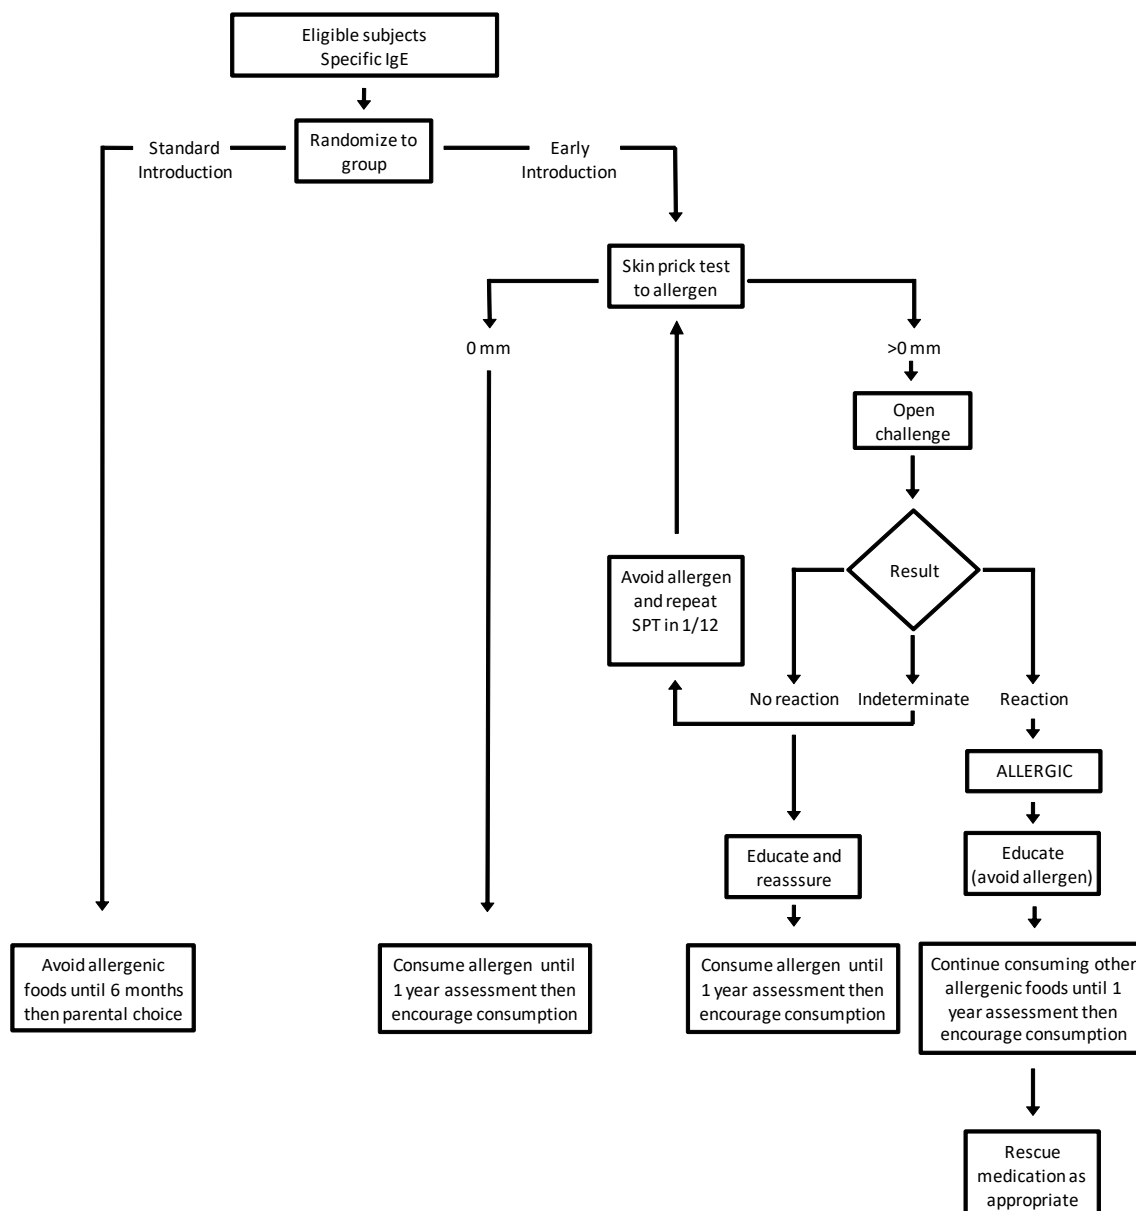 Eligible subjects
Specific IgE
Randomize to
group
Standard
Introduction
Early
Introduction
Skin prick test
to allergen
0 mm
>0 mm
Open
challenge
Result
Avoid allergen
and repeat
SPT in 1/12
No reaction
Indeterminate
Reaction
ALLERGIC
Educate and
reasssure
Educate
(avoid allergen)
Avoid allergenic
foods until 6 months
then parental choice
Consume allergen until
1 year assessment then
encourage consumption
Consume allergen until
1 year assessment then
encourage consumption
Continue consuming other
allergenic foods until 1
year assessment then
encourage consumption
Rescue
medication as
appropriate